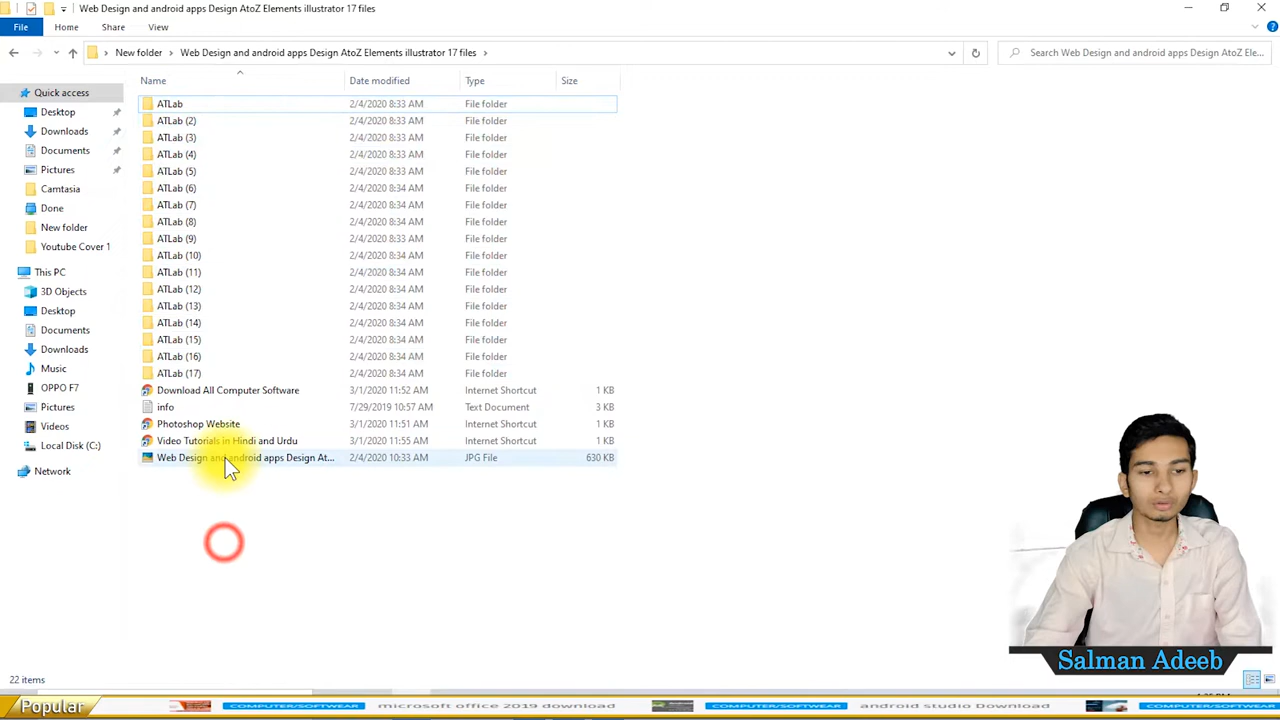 Web Design and android apps Design AtoZ Elements illustrator 17 files
File Home Share View
New folder Web Design and android apps Design AtoZ Elements illustrator 17 files Search Web Design and android apps Design AtoZ Ele...
Name Date modified Type Size
Quick access
Desktop
Downloads
Documents
Pictures
Camtasia
Done
New folder
Youtube Cover 1
This PC
3D Objects
Desktop
Documents
Downloads
Music
OPPO F7
Pictures
Videos
Local Disk (C:)
Network
ATLab 2/4/2020 8:33 AM File folder
ATLab (2) 2/4/2020 8:33 AM File folder
ATLab (3) 2/4/2020 8:33 AM File folder
ATLab (4) 2/4/2020 8:33 AM File folder
ATLab (5) 2/4/2020 8:33 AM File folder
ATLab (6) 2/4/2020 8:34 AM File folder
ATLab (7) 2/4/2020 8:34 AM File folder
ATLab (8) 2/4/2020 8:34 AM File folder
ATLab (9) 2/4/2020 8:33 AM File folder
ATLab (10) 2/4/2020 8:34 AM File folder
ATLab (11) 2/4/2020 8:34 AM File folder
ATLab (12) 2/4/2020 8:34 AM File folder
ATLab (13) 2/4/2020 8:34 AM File folder
ATLab (14) 2/4/2020 8:34 AM File folder
ATLab (15) 2/4/2020 8:34 AM File folder
ATLab (16) 2/4/2020 8:34 AM File folder
ATLab (17) 2/4/2020 8:34 AM File folder
Download All Computer Software 3/1/2020 11:52 AM Internet Shortcut 1 KB
info 7/29/2019 10:57 AM Text Document 3 KB
Photoshop Website 3/1/2020 11:51 AM Internet Shortcut 1 KB
Video Tutorials in Hindi and Urdu 3/1/2020 11:55 AM Internet Shortcut 1 KB
Web Design and android apps Design At... 2/4/2020 10:33 AM JPG File 630 KB
Salman Adeeb
22 items
Popular COMPUTER/SOFTWEAR microsoft office 2019 download COMPUTER/SOFTWEAR android studio Download COMPUTER/SOFTWEAR